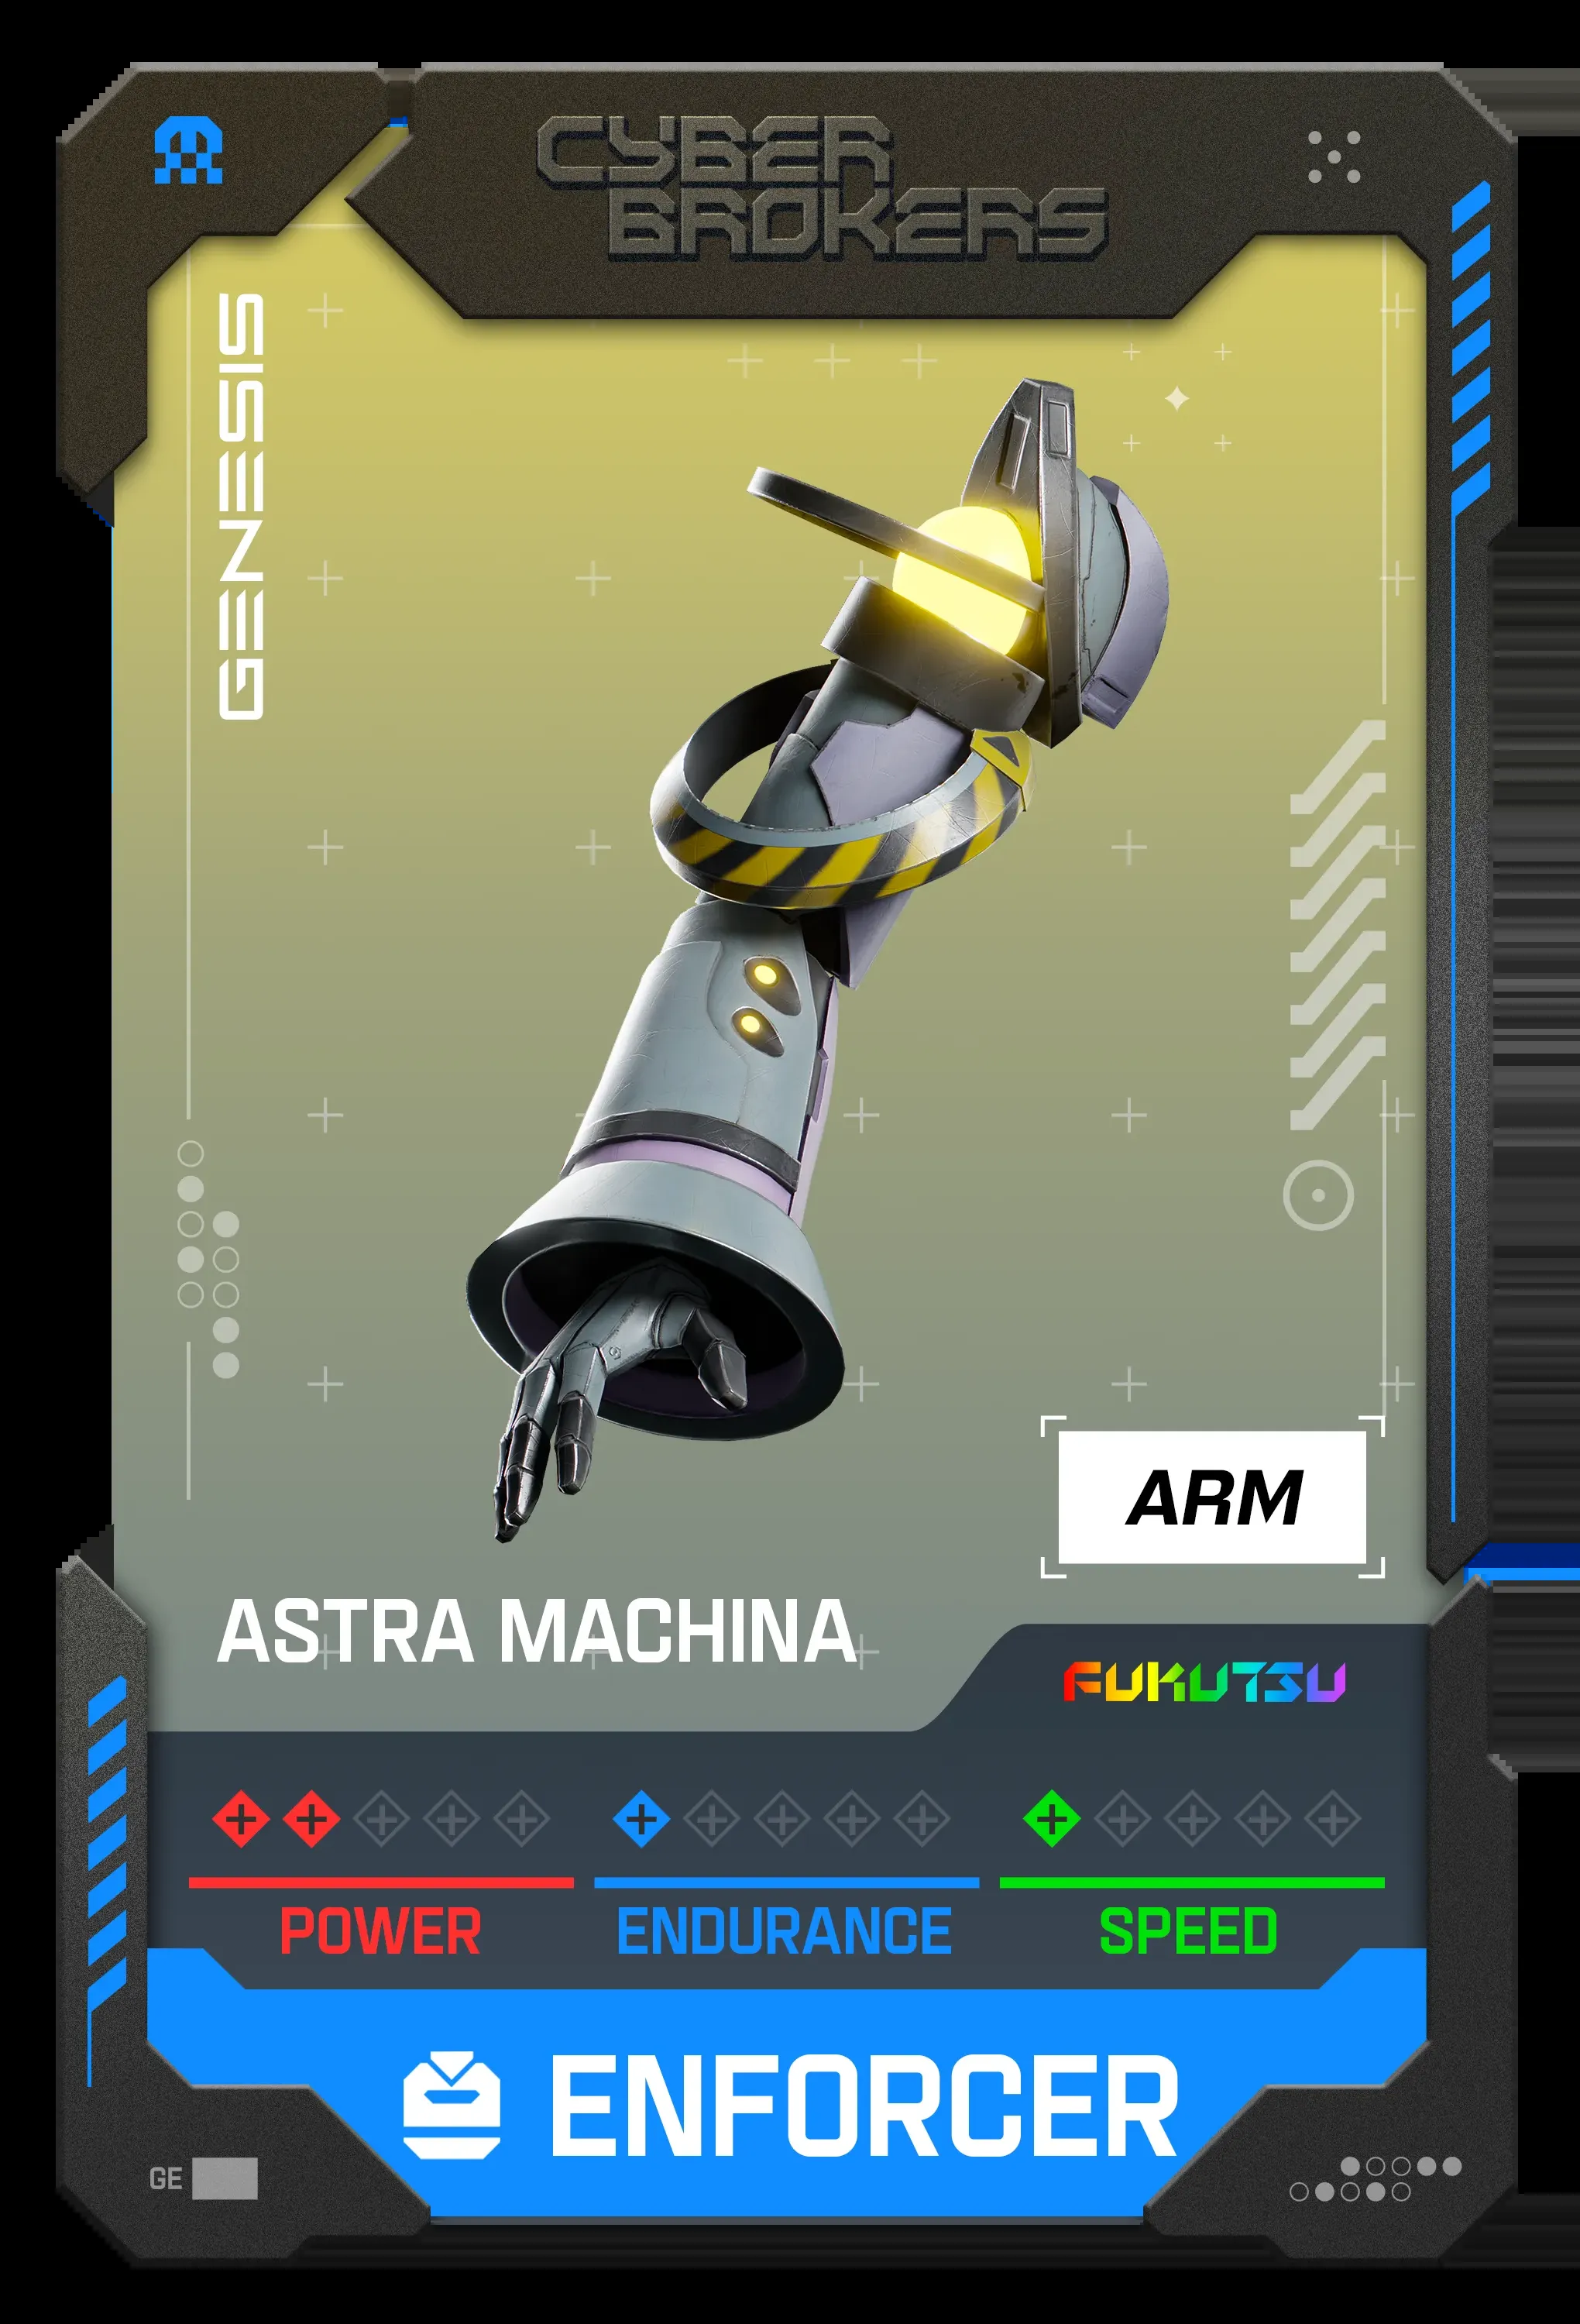 CYBER
BROKERS
GENESIS
ARM
ASTRA MACHINA
FUKUTSU
POWER
ENDURANCE
SPEED
ENFORCER
GE